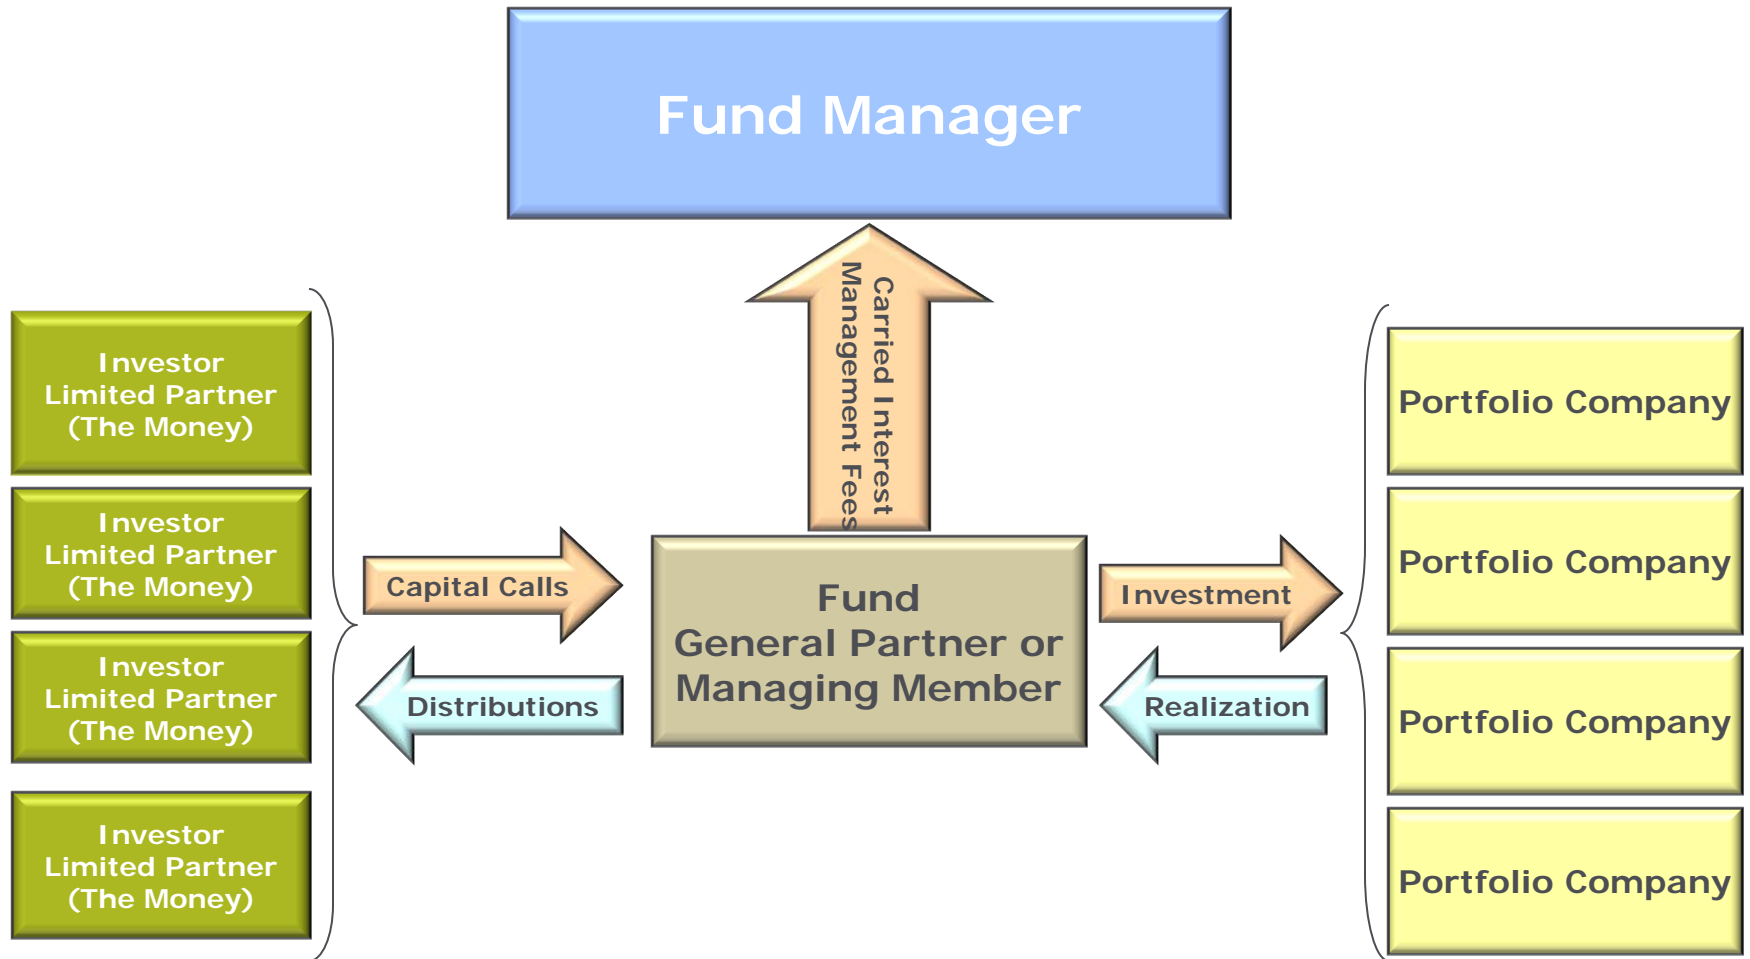 Fund Manager
Carried Interest
Management Fees
Investor
Limited Partner
(The Money)
Investor
Limited Partner
(The Money)
Investor
Limited Partner
(The Money)
Investor
Limited Partner
(The Money)
Capital Calls
Distributions
Fund
General Partner or
Managing Member
Investment
Realization
Portfolio Company
Portfolio Company
Portfolio Company
Portfolio Company